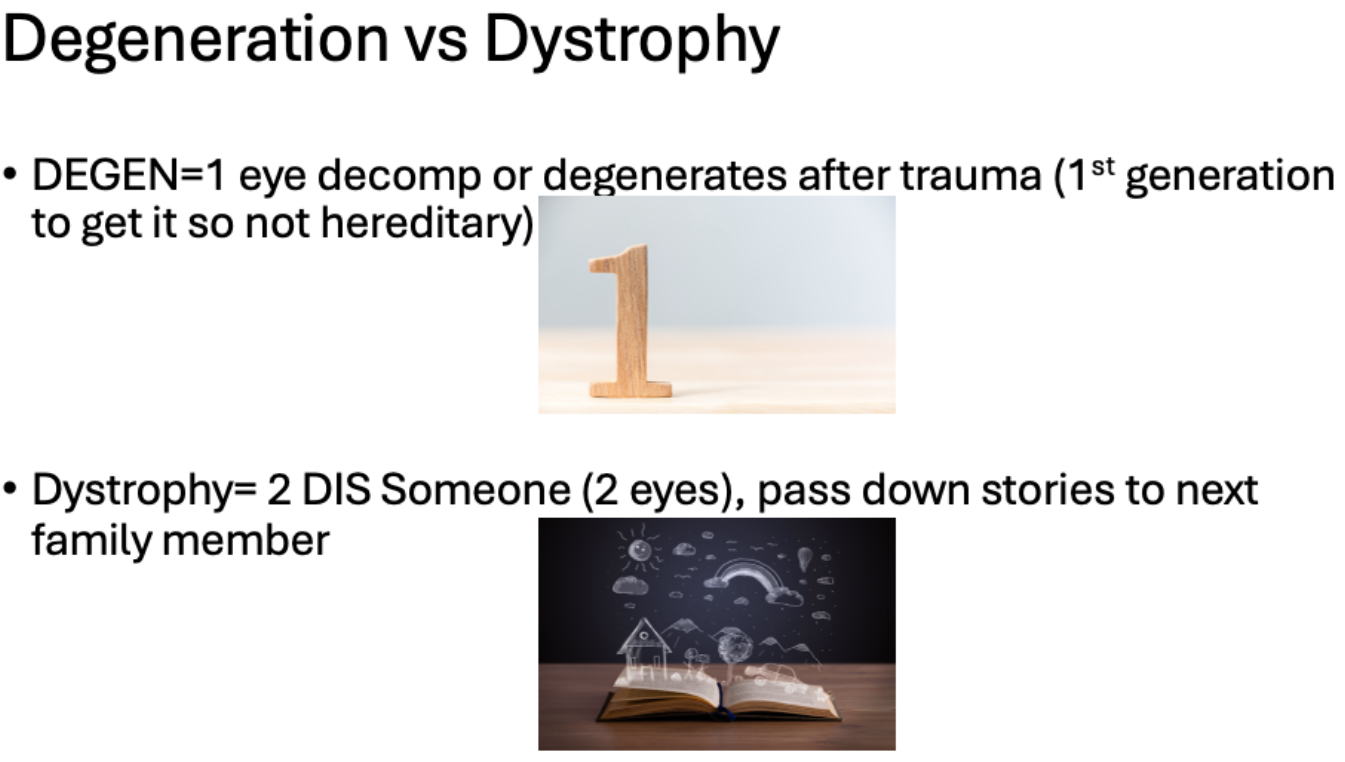 Degeneration vs Dystrophy
• DEGEN=1 eye decomp or degenerates after trauma (1st generation
to get it so not hereditary)
1
• Dystrophy= 2 DIS Someone (2 eyes), pass down stories to next
family member